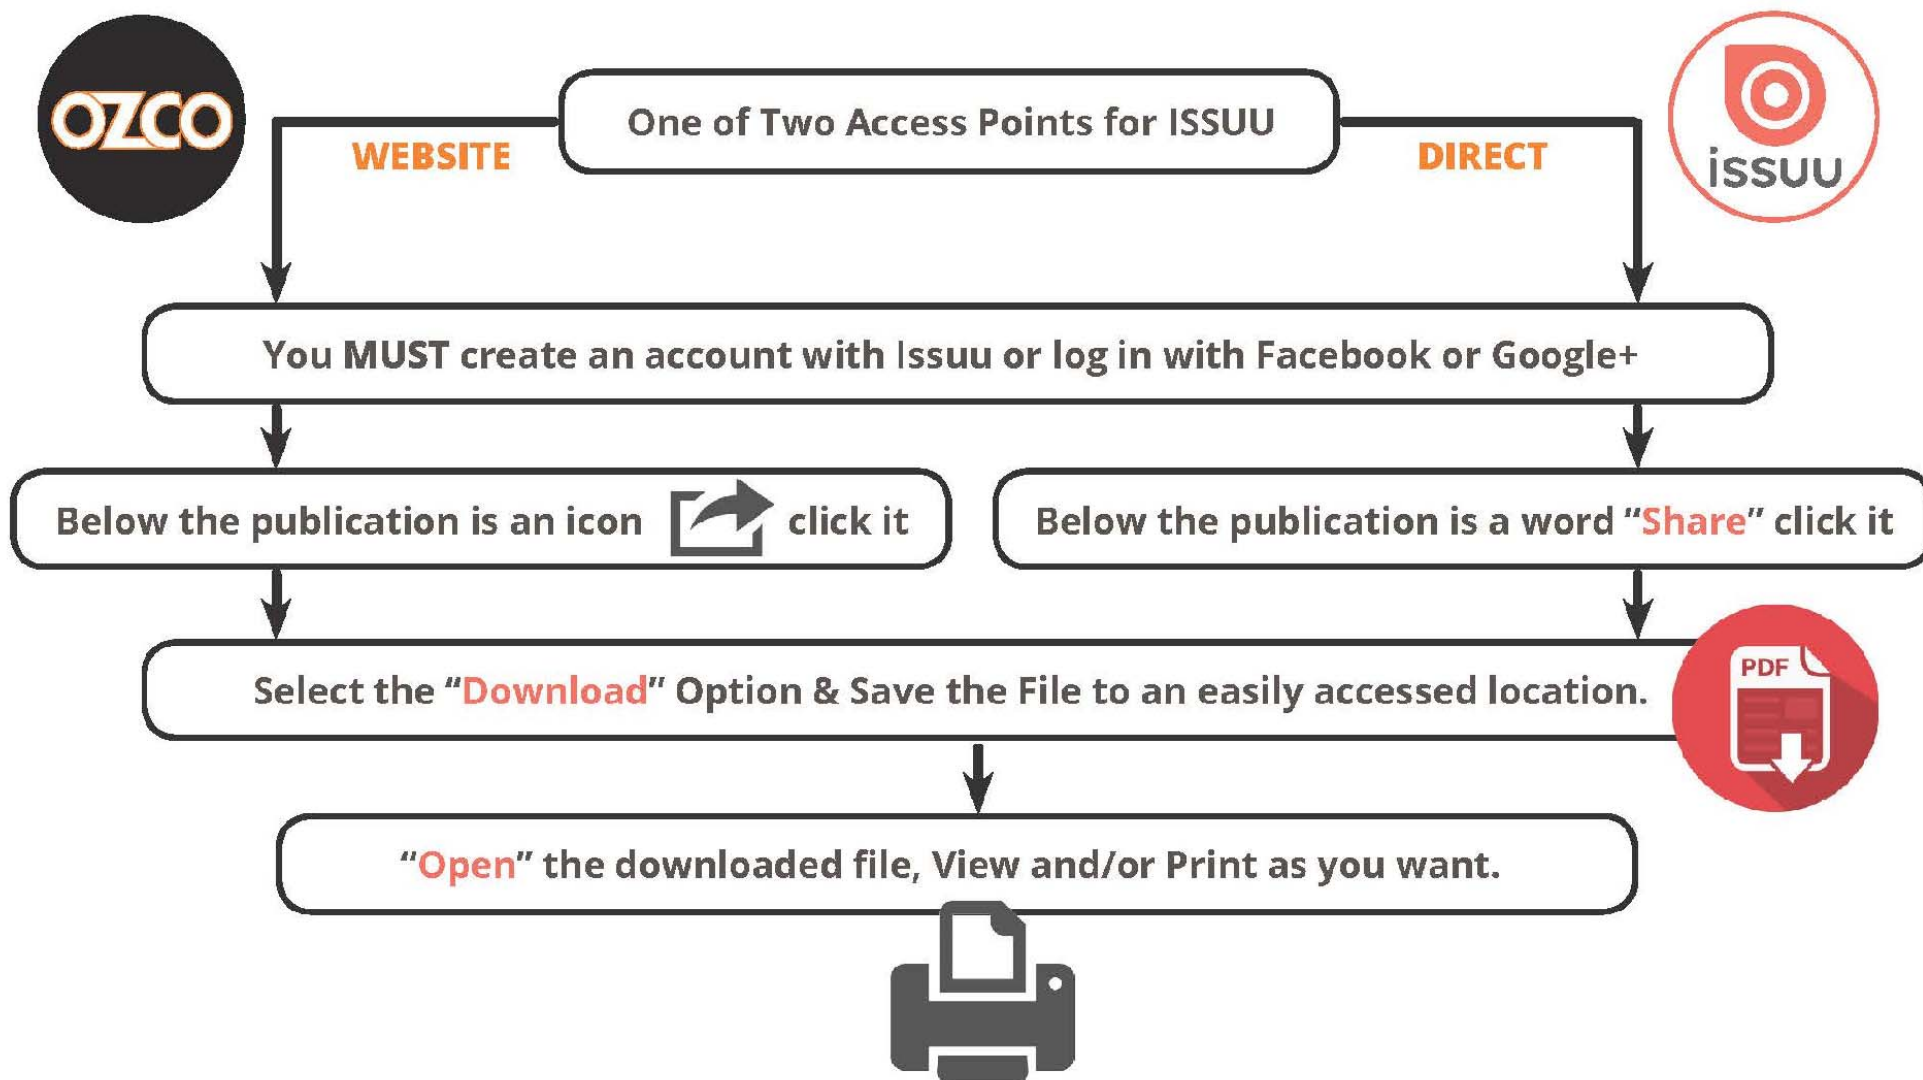 OZCO
One of Two Access Points for ISSUU
issuu
WEBSITE
DIRECT
You MUST create an account with Issuu or log in with Facebook or Google+
Below the publication is an icon click it
Below the publication is a word “Share” click it
Select the “Download” Option & Save the File to an easily accessed location.
PDF
“Open” the downloaded file, View and/or Print as you want.